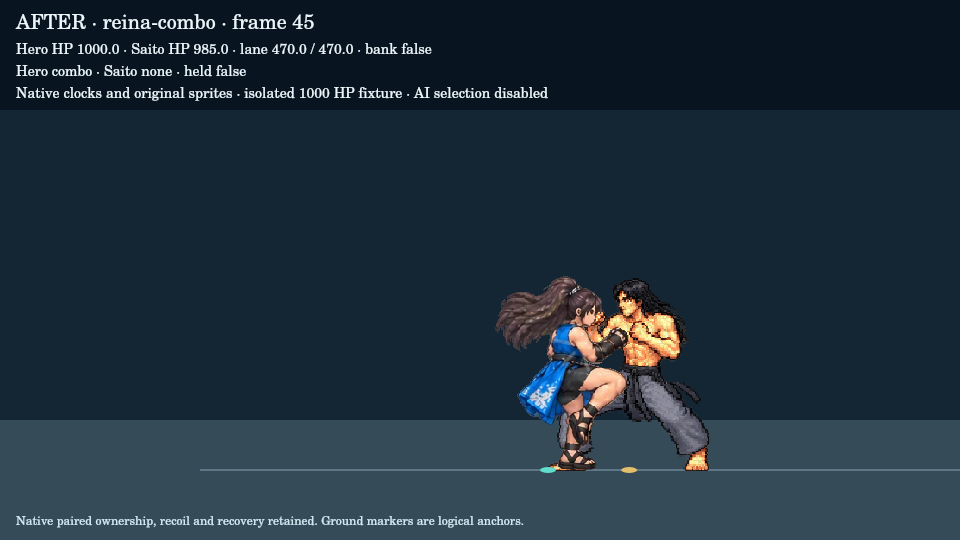 AFTER · reina-combo · frame 45
Hero HP 1000.0 · Saito HP 985.0 · lane 470.0 / 470.0 · bank false
Hero combo · Saito none · held false
Native clocks and original sprites · isolated 1000 HP fixture · AI selection disabled
Native paired ownership, recoil and recovery retained. Ground markers are logical anchors.